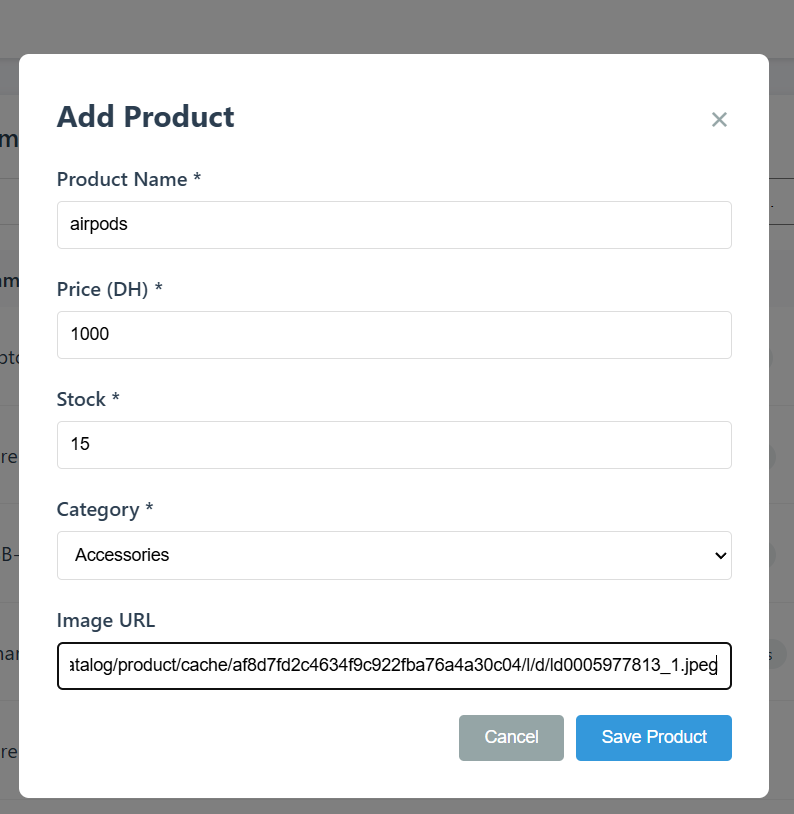 Add Product
×
Product Name *
airpods
Price (DH) *
1000
Stock *
15
Category *
Accessories
Image URL
atalog/product/cache/af8d7fd2c4634f9c922fba76a4a30c04/l/d/ld0005977813_1.jpeg
Cancel
Save Product